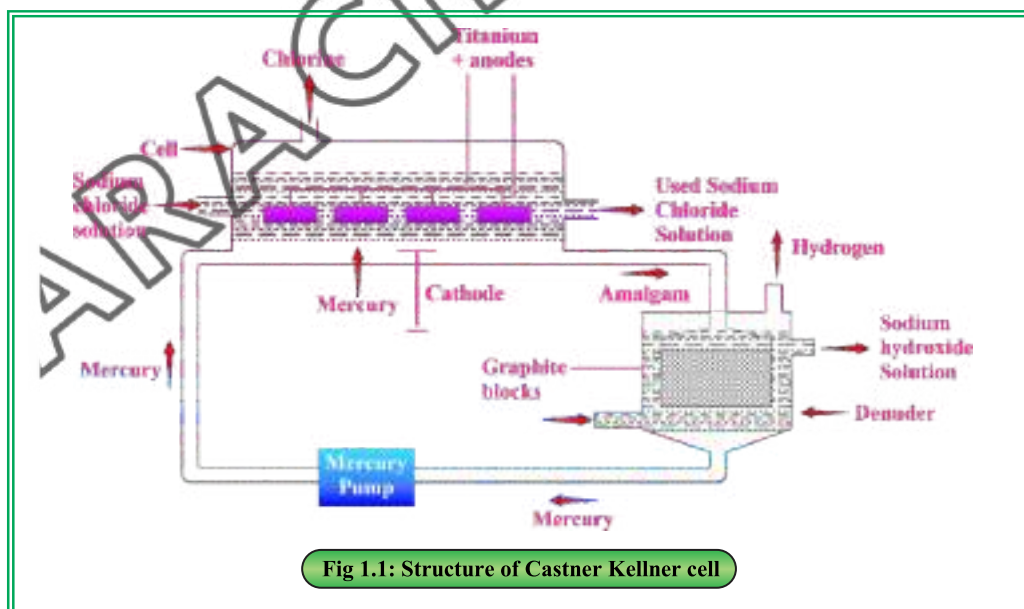 Titanium
+ anodes
Chlorine
Cell
Sodium
chloride
solution
Used Sodium
Chloride
Solution
Hydrogen
Mercury
Cathode
Amalgam
Sodium
hydroxide
Solution
Mercury
Graphite
blocks
Denuder
Mercury
Pump
Mercury
Fig 1.1: Structure of Castner Kellner cell